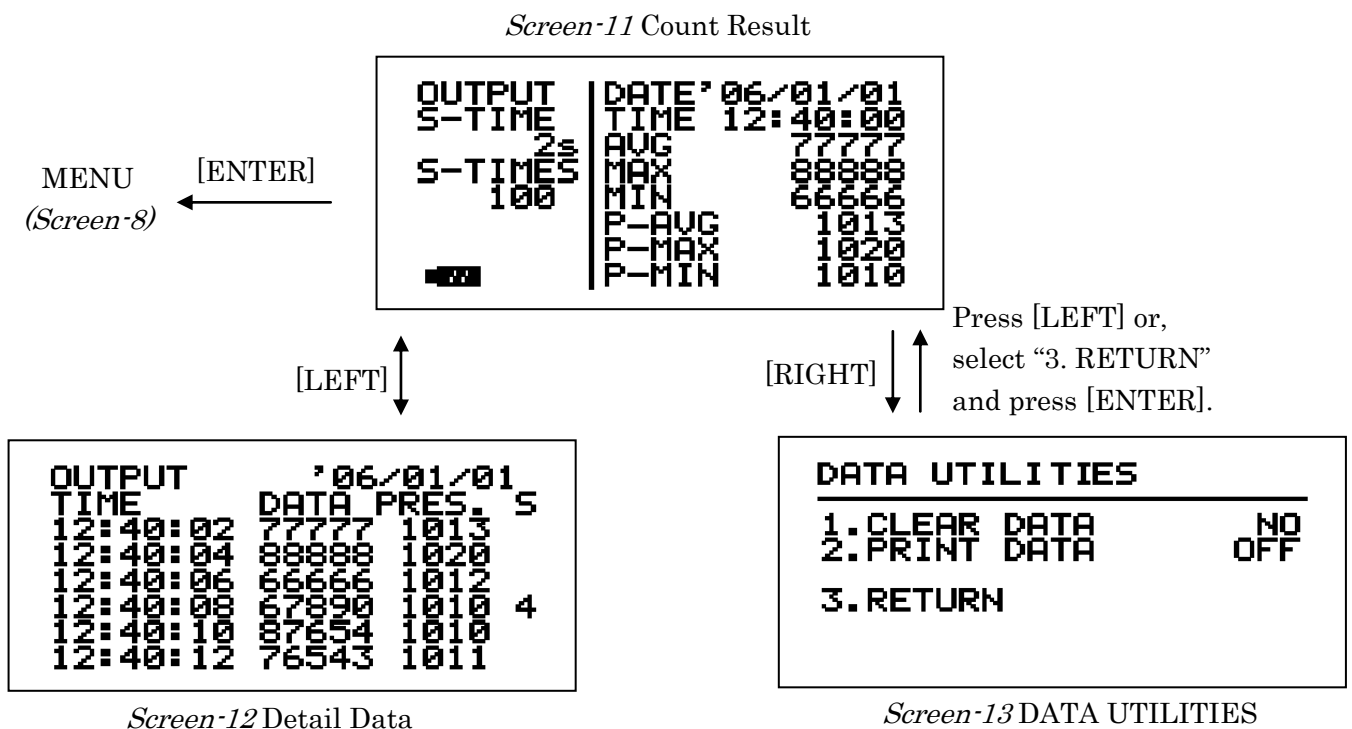 Screen-11 Count Result
OUTPUT DATE’06/01/01
S-TIME TIME 12:40:00
2s AVG 77777
S-TIMES MAX 88888
100 MIN 66666
P-AVG 1013
P-MAX 1020
P-MIN 1010
MENU
(Screen-8)
[ENTER]
[LEFT]
[RIGHT]
Press [LEFT] or,
select “3. RETURN”
and press [ENTER].
OUTPUT ’06/01/01
TIME DATA PRES. S
12:40:02 77777 1013
12:40:04 88888 1020
12:40:06 66666 1012
12:40:08 67890 1010 4
12:40:10 87654 1010
12:40:12 76543 1011
Screen-12 Detail Data
DATA UTILITIES
1.CLEAR DATA NO
2.PRINT DATA OFF
3.RETURN
Screen-13 DATA UTILITIES